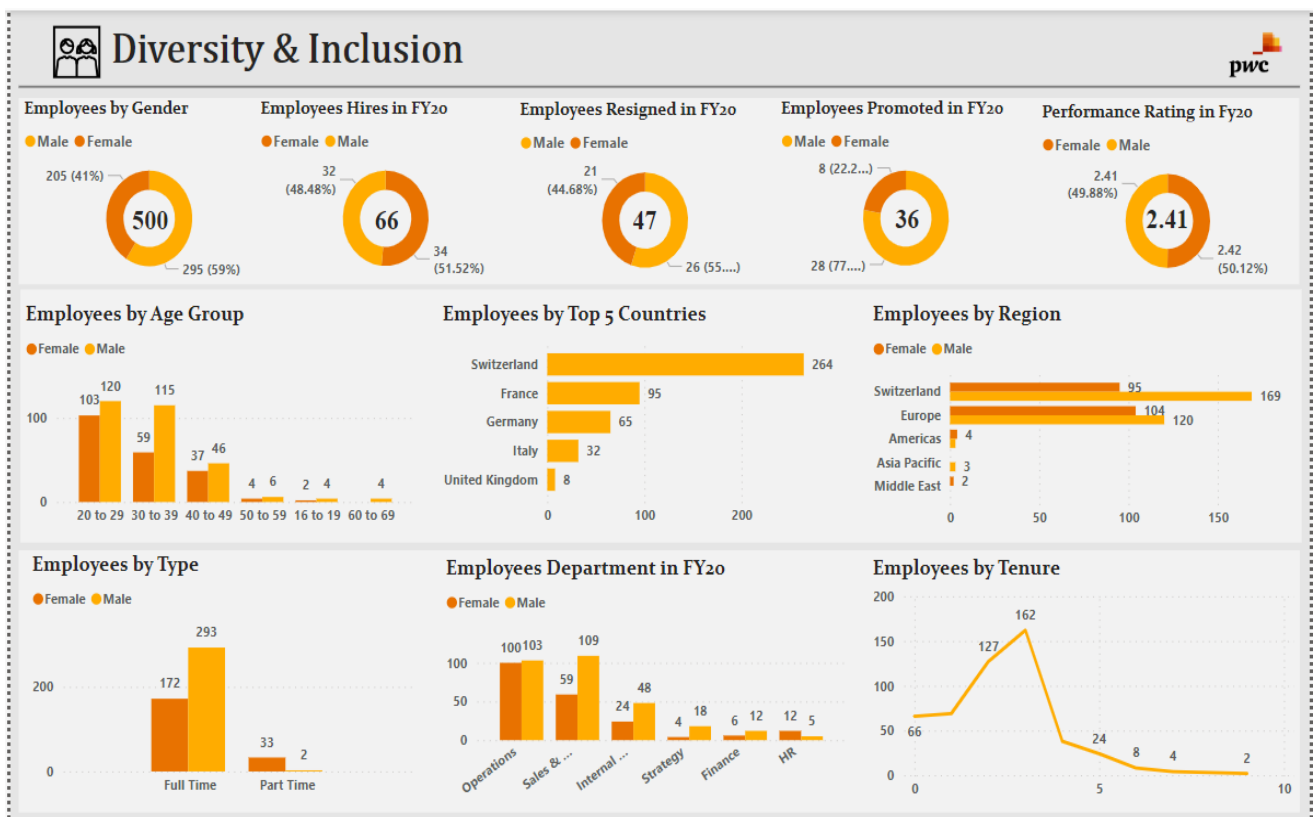 Diversity & Inclusion
pwc
Employees by Gender
Male Female
205 (41%)
500
295 (59%)
Employees Hires in FY20
Female Male
32
(48.48%)
66
34
(51.52%)
Employees Resigned in FY20
Male Female
21
(44.68%)
47
26 (55....)
Employees Promoted in FY20
Male Female
8 (22.2...)
36
28 (77....)
Performance Rating in Fy20
Female Male
2.41
(49.88%)
2.41
2.42
(50.12%)
Employees by Age Group
Female Male
103 120
59 115
37 46
4 6
2 4
4
100
0
20 to 29 30 to 39 40 to 49 50 to 59 16 to 19 60 to 69
Employees by Top 5 Countries
Switzerland 264
France 95
Germany 65
Italy 32
United Kingdom 8
0 100 200
Employees by Region
Female Male
Switzerland 95
169
Europe 104
120
Americas 4
Asia Pacific 3
Middle East 2
0 50 100 150
Employees by Type
Female Male
172 293
33 2
200
0
Full Time Part Time
Employees Department in FY20
Female Male
100 103
59 109
24 48
4 18
6 12
12 5
100
50
0
Operations Sales & ... Internal ... Strategy Finance HR
Employees by Tenure
200
150
100
50
0
66
127
162
24
8
4
2
0 5 10